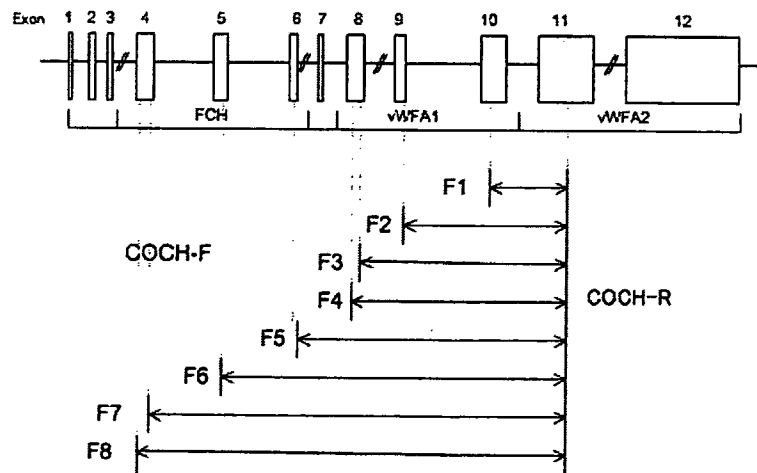 Exon 1 2 3 4 5 6 7 8 9 10 11 12
FCH vWFA1 vWFA2
F1
F2
COCH-F
F3
F4
COCH-R
F5
F6
F7
F8